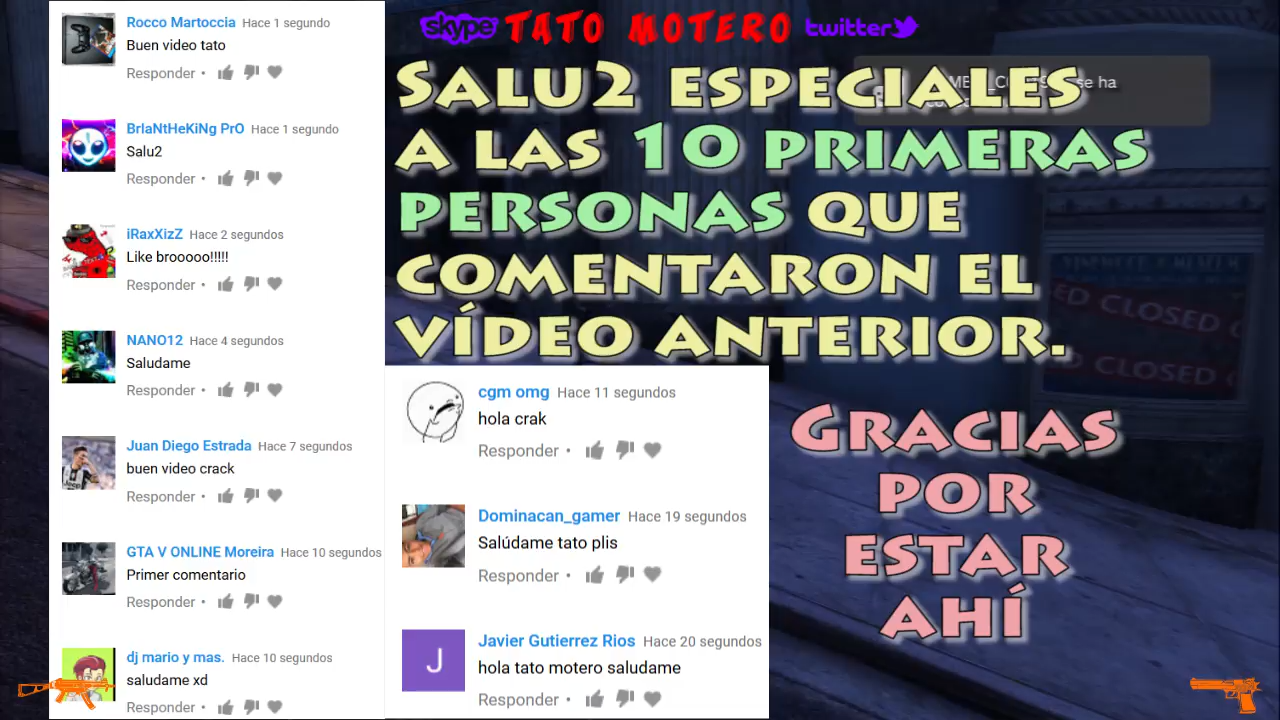 Rocco Martoccia Hace 1 segundo
Buen video tato
Responder •
BrIaNtHeKiNg PrO Hace 1 segundo
Salu2
Responder •
iRaxXizZ Hace 2 segundos
Like brooooo!!!!!
Responder •
NANO12 Hace 4 segundos
Saludame
Responder •
Juan Diego Estrada Hace 7 segundos
buen video crack
Responder •
GTA V ONLINE Moreira Hace 10 segundos
Primer comentario
Responder •
dj mario y mas. Hace 10 segundos
saludame xd
Responder •
skype TATO MOTERO twitter
SALU2 ESPECIALES
A LAS 10 PRIMERAS
PERSONAS QUE
COMENTARON EL
VÍDEO ANTERIOR.
se ha
CLOSED
CLOSED
cgm omg Hace 11 segundos
hola crak
Responder •
Dominacan_gamer Hace 19 segundos
Salúdame tato plis
Responder •
J
Javier Gutierrez Rios Hace 20 segundos
hola tato motero saludame
Responder •
GRACIAS
POR
ESTAR
AHÍ